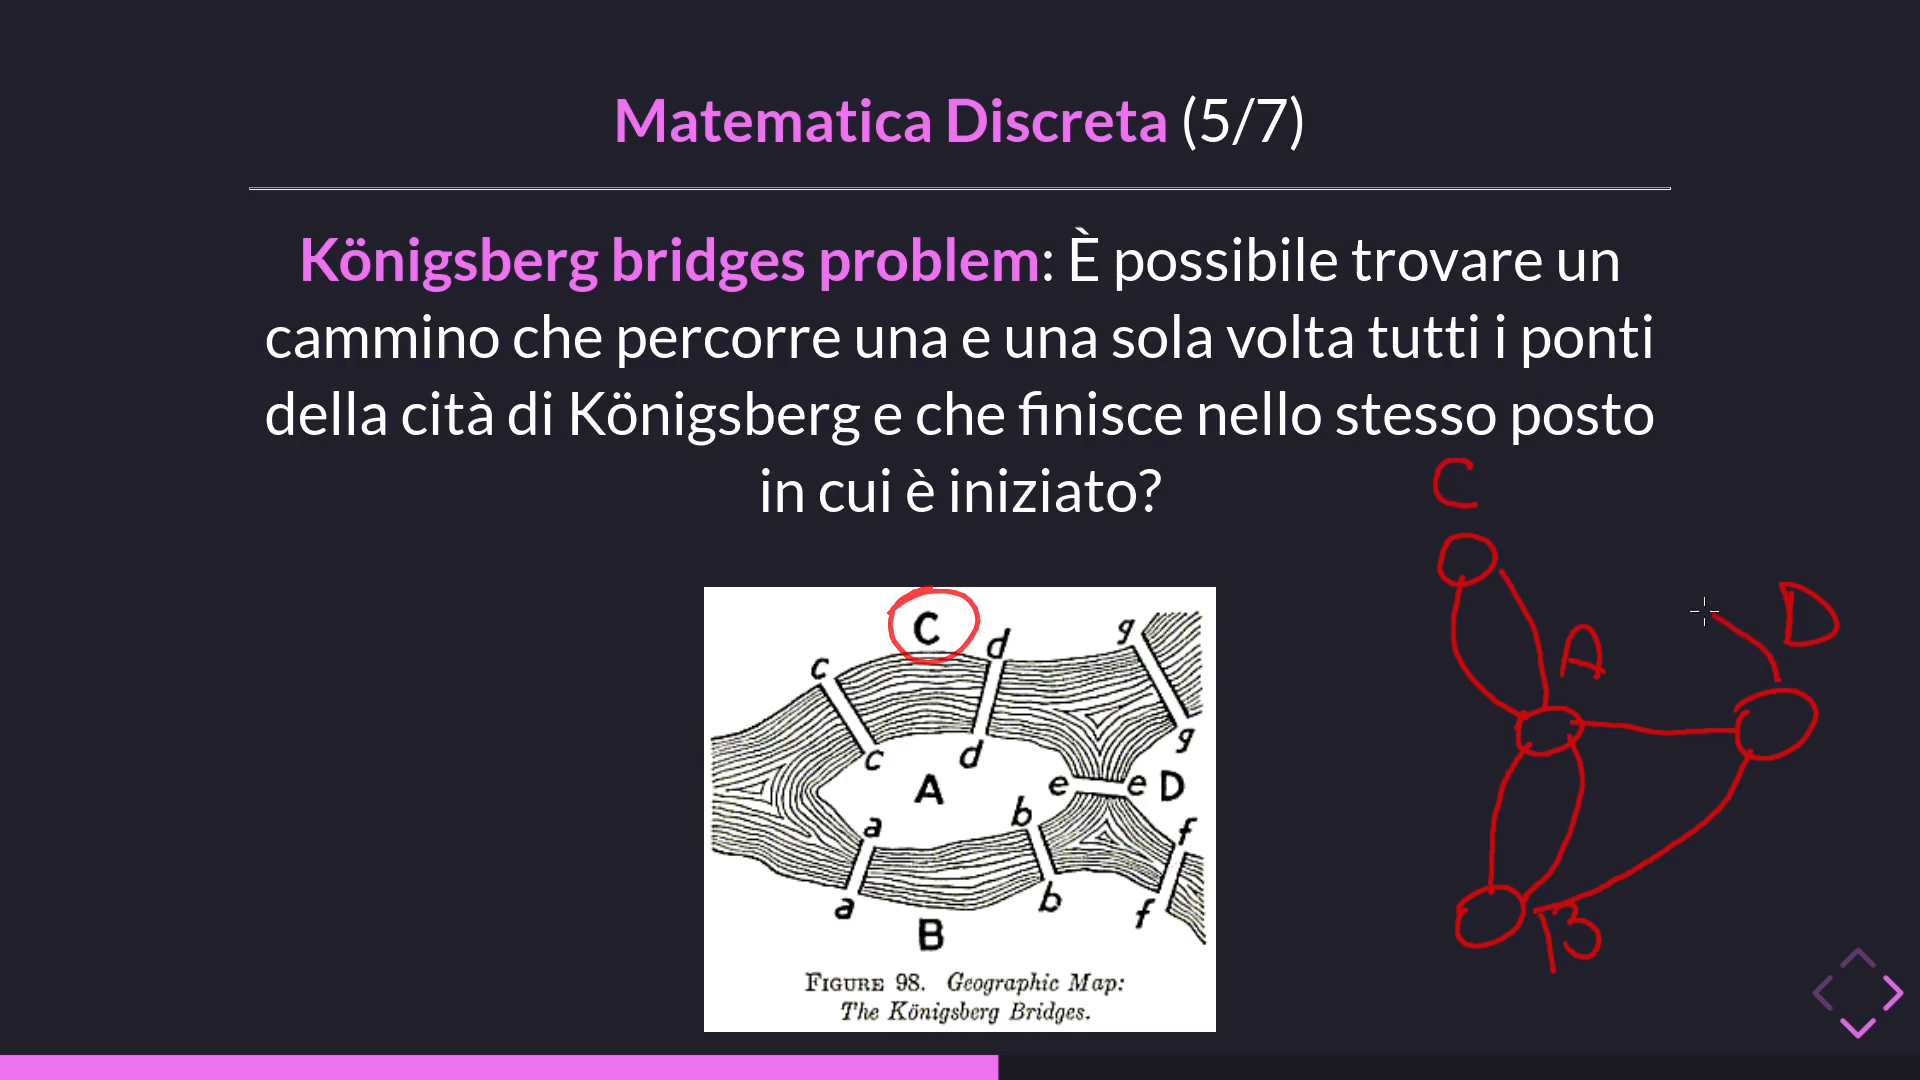 Matematica Discreta (5/7)
Königsberg bridges problem: È possibile trovare un
cammino che percorre una e una sola volta tutti i ponti
della cità di Königsberg e che finisce nello stesso posto
in cui è iniziato?
C
D
A
B
C
d
g
c
c
d
g
A
e
e
D
a
b
f
a
b
f
B
FIGURE 98. Geographic Map:
The Königsberg Bridges.